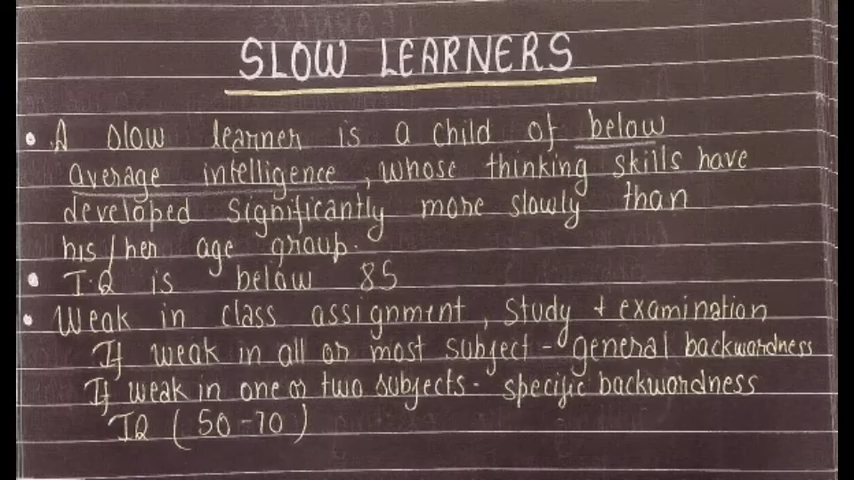 SLOW LEARNERS
• A slow learner is a child of below
average intelligence, whose thinking skills have
developed significantly more slowly than
his/her age group.
• I.Q is below 85
• Weak in class assignment, study + examination
If weak in all or most subject - general backwardness
If weak in one or two subjects - specific backwardness
IQ (50-70)